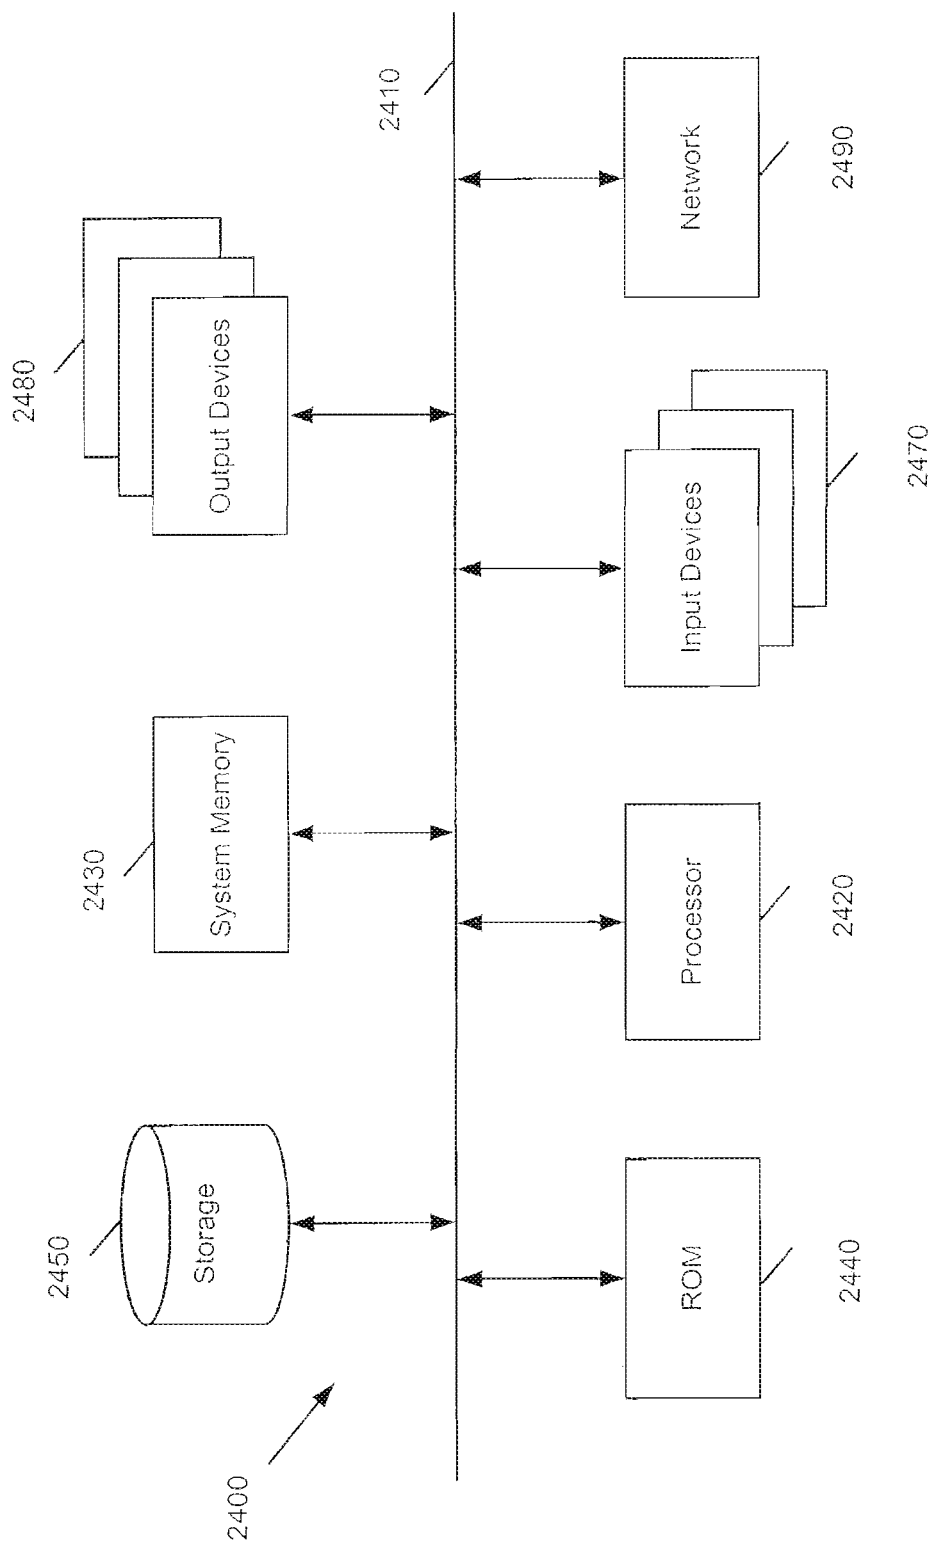 2450
Storage
2430
System Memory
2480
Output Devices
2410
2400
ROM
2440
Processor
2420
Input Devices
2470
Network
2490